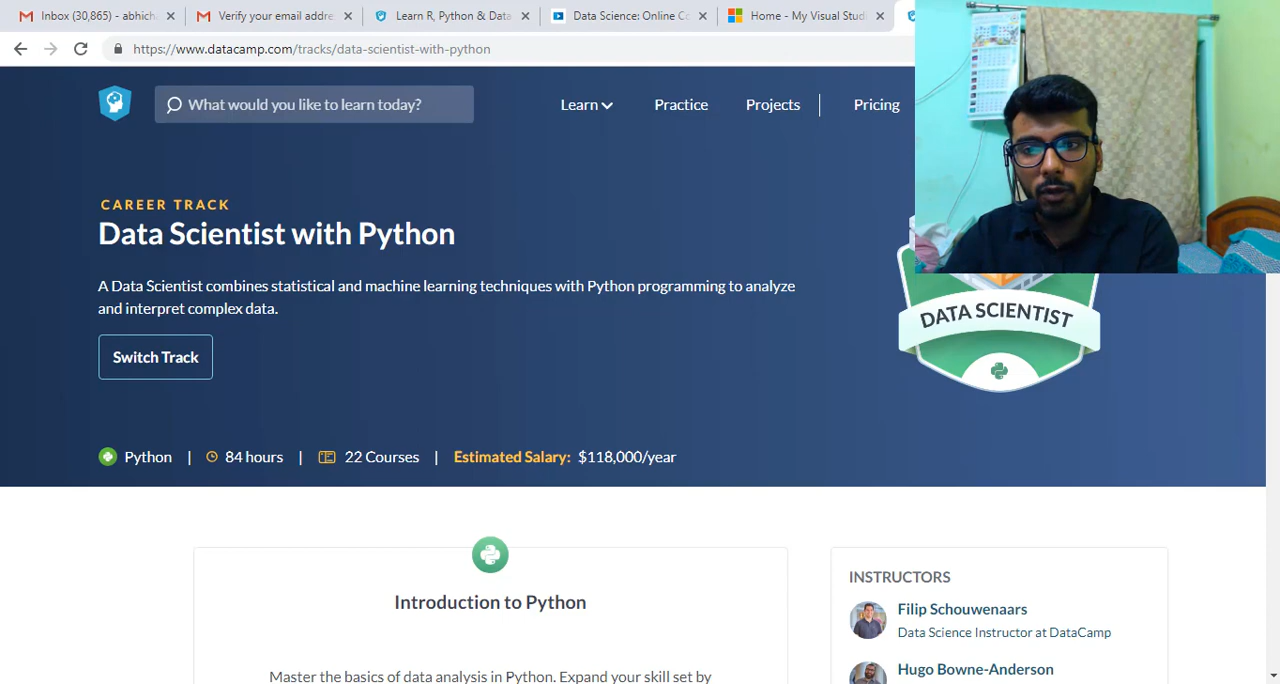 Inbox (30,865) - abhich
Verify your email addre
Learn R, Python & Data
Data Science: Online Co
Home - My Visual Studi
https://www.datacamp.com/tracks/data-scientist-with-python
What would you like to learn today?
Learn
Practice
Projects
Pricing
CAREER TRACK
Data Scientist with Python
A Data Scientist combines statistical and machine learning techniques with Python programming to analyze
and interpret complex data.
Switch Track
DATA SCIENTIST
Python | 84 hours | 22 Courses | Estimated Salary: $118,000/year
Introduction to Python
Master the basics of data analysis in Python. Expand your skill set by
INSTRUCTORS
Filip Schouwenaars
Data Science Instructor at DataCamp
Hugo Bowne-Anderson